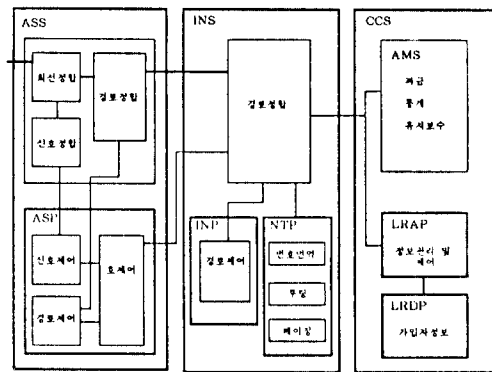 ASS
회선정합
경로정합
신호정합
ASP
신호제어
호제어
경로제어
INS
경로정합
INP
경로제어
NTP
번호번역
루팅
페이징
CCS
AMS
과금
통계
유지보수
LRAP
정보관리 및
제어
LRDP
가입자정보